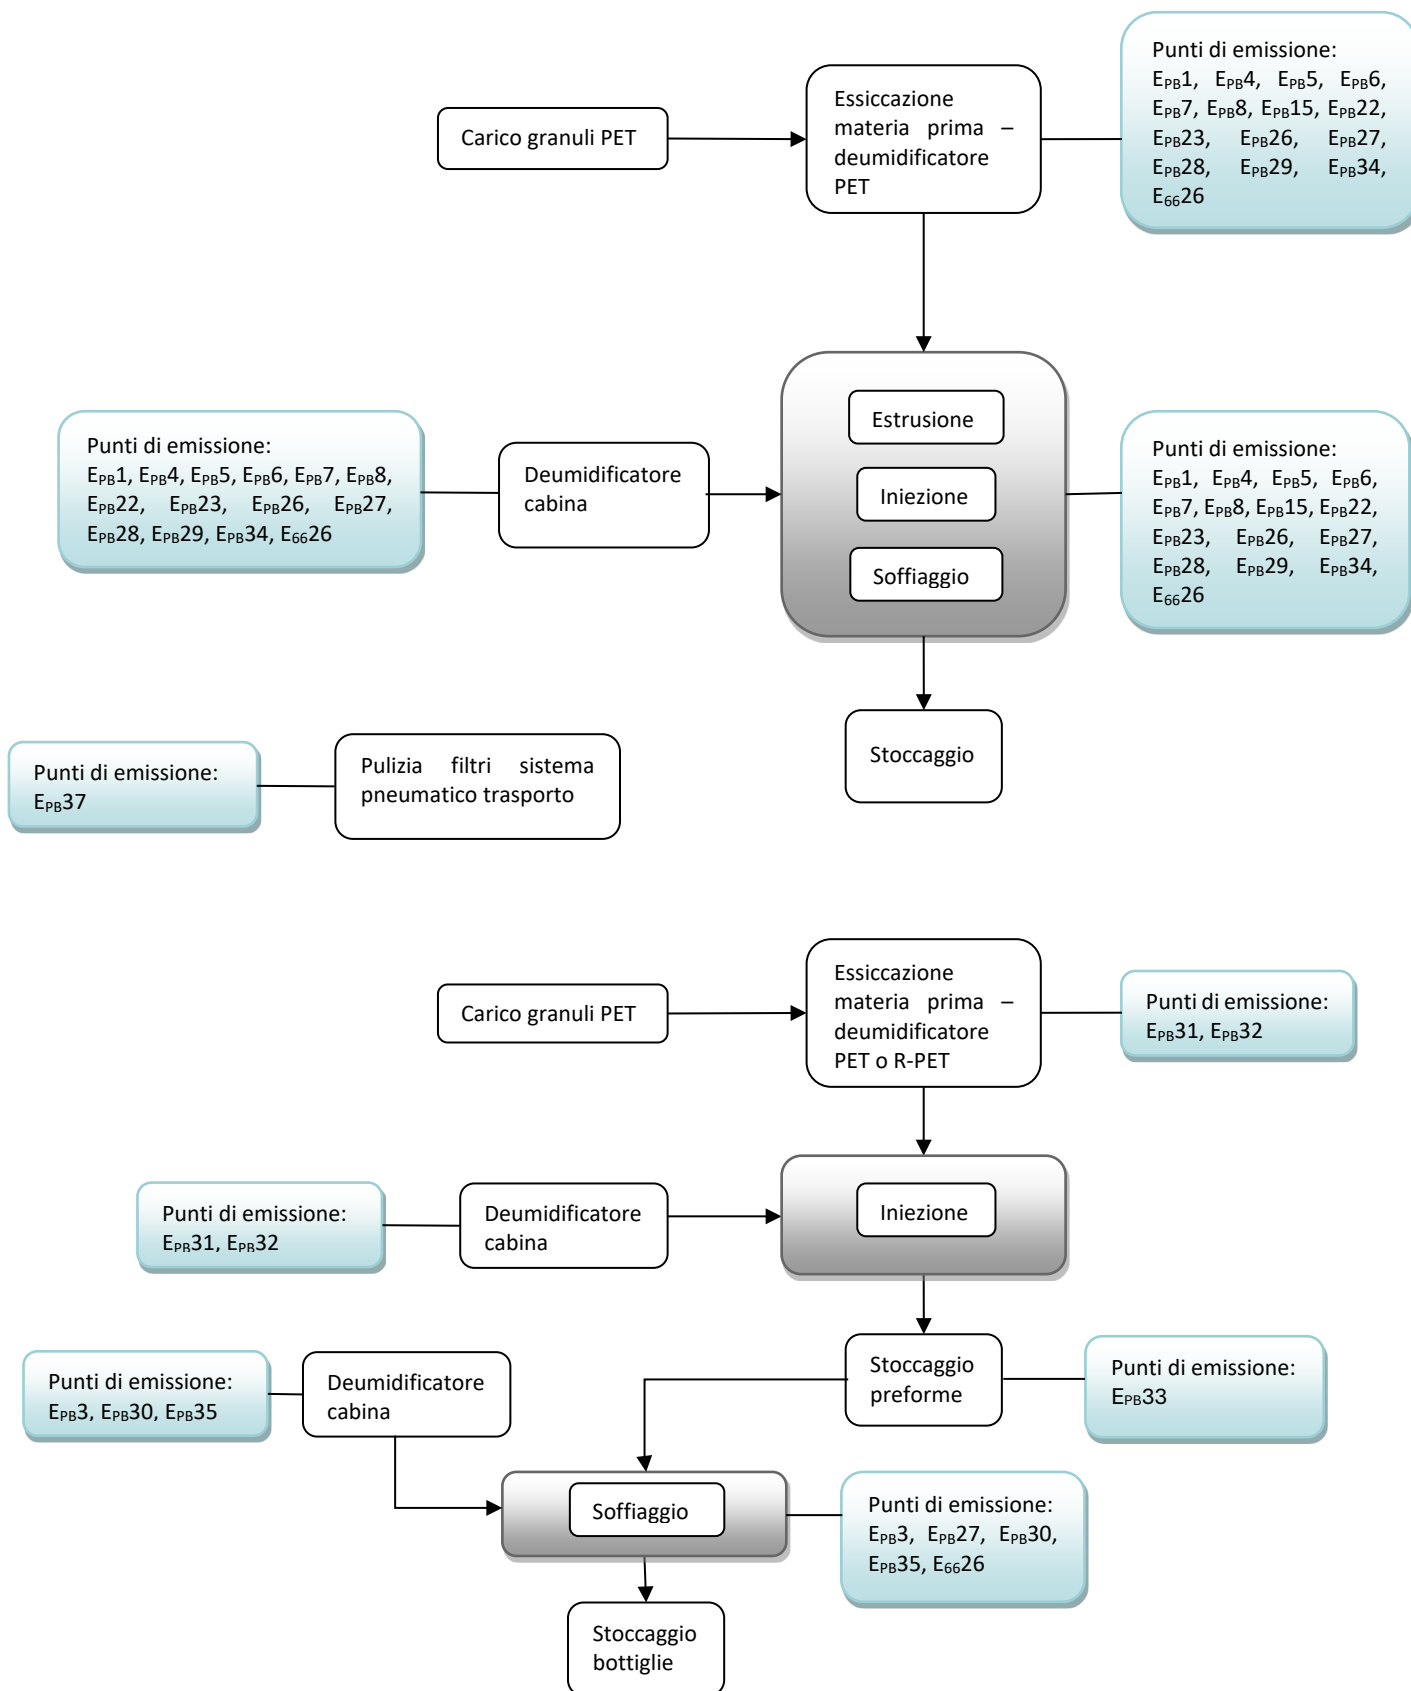 Punti di emissione:
EPB1, EPB4, EPB5, EPB6,
EPB7, EPB8, EPB15, EPB22,
EPB23, EPB26, EPB27,
EPB28, EPB29, EPB34,
E6626
Essiccazione
materia prima –
deumidificatore
PET
Carico granuli PET
Estrusione
Iniezione
Soffiaggio
Punti di emissione:
EPB1, EPB4, EPB5, EPB6, EPB7, EPB8,
EPB22, EPB23, EPB26, EPB27,
EPB28, EPB29, EPB34, E6626
Deumidificatore
cabina
Punti di emissione:
EPB1, EPB4, EPB5, EPB6,
EPB7, EPB8, EPB15, EPB22,
EPB23, EPB26, EPB27,
EPB28, EPB29, EPB34,
E6626
Stoccaggio
Punti di emissione:
EPB37
Pulizia filtri sistema
pneumatico trasporto
Carico granuli PET
Essiccazione
materia prima –
deumidificatore
PET o R-PET
Punti di emissione:
EPB31, EPB32
Punti di emissione:
EPB31, EPB32
Deumidificatore
cabina
Iniezione
Punti di emissione:
EPB3, EPB30, EPB35
Deumidificatore
cabina
Stoccaggio
preforme
Punti di emissione:
EPB33
Soffiaggio
Punti di emissione:
EPB3, EPB27, EPB30,
EPB35, E6626
Stoccaggio
bottiglie